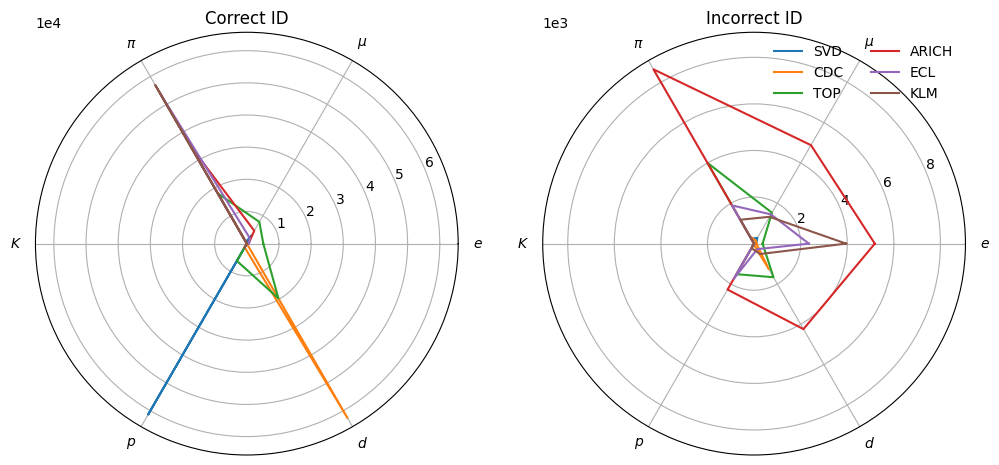 Correct ID
1e4
π
μ
K
e
p
d
1
2
3
4
5
6
Incorrect ID
1e3
π
μ
K
e
p
d
2
4
6
8
SVD
CDC
TOP
ARICH
ECL
KLM